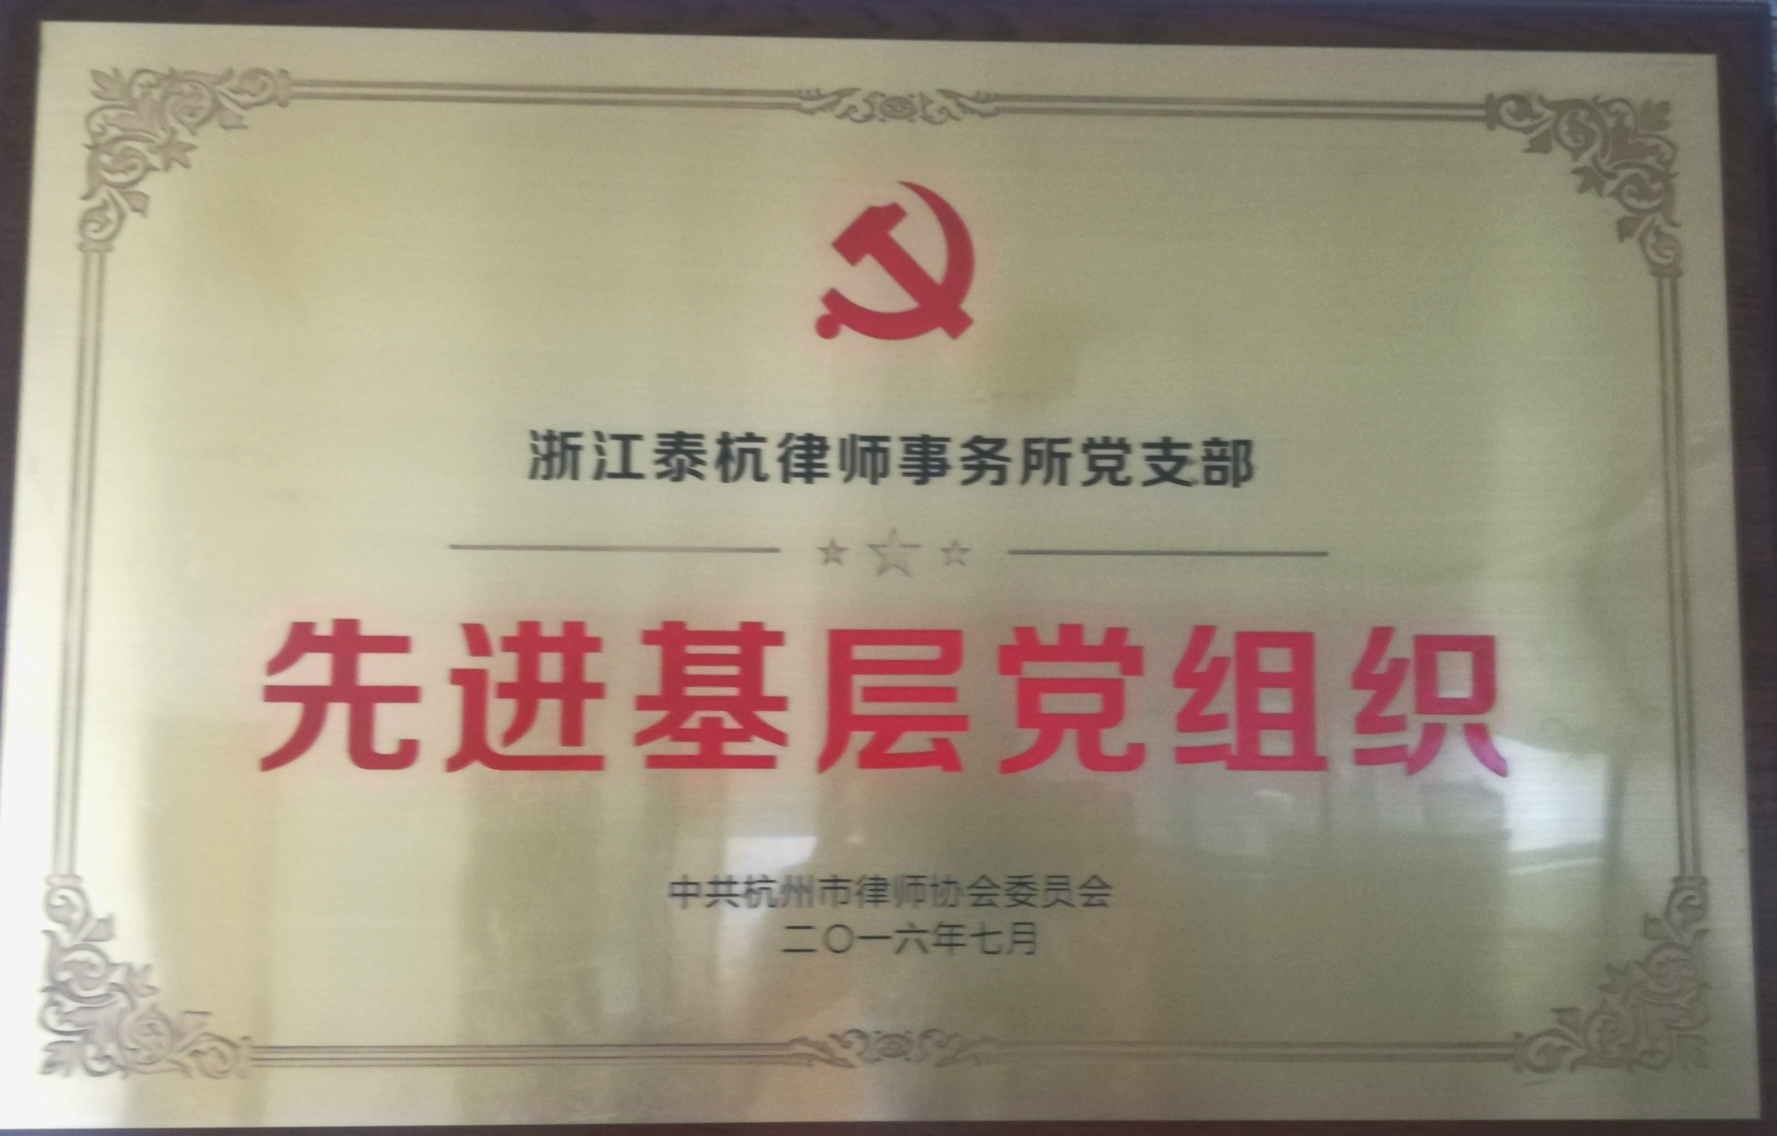 浙江泰杭律师事务所党支部
先进基层党组织
中共杭州市律师协会委员会
二〇一六年七月